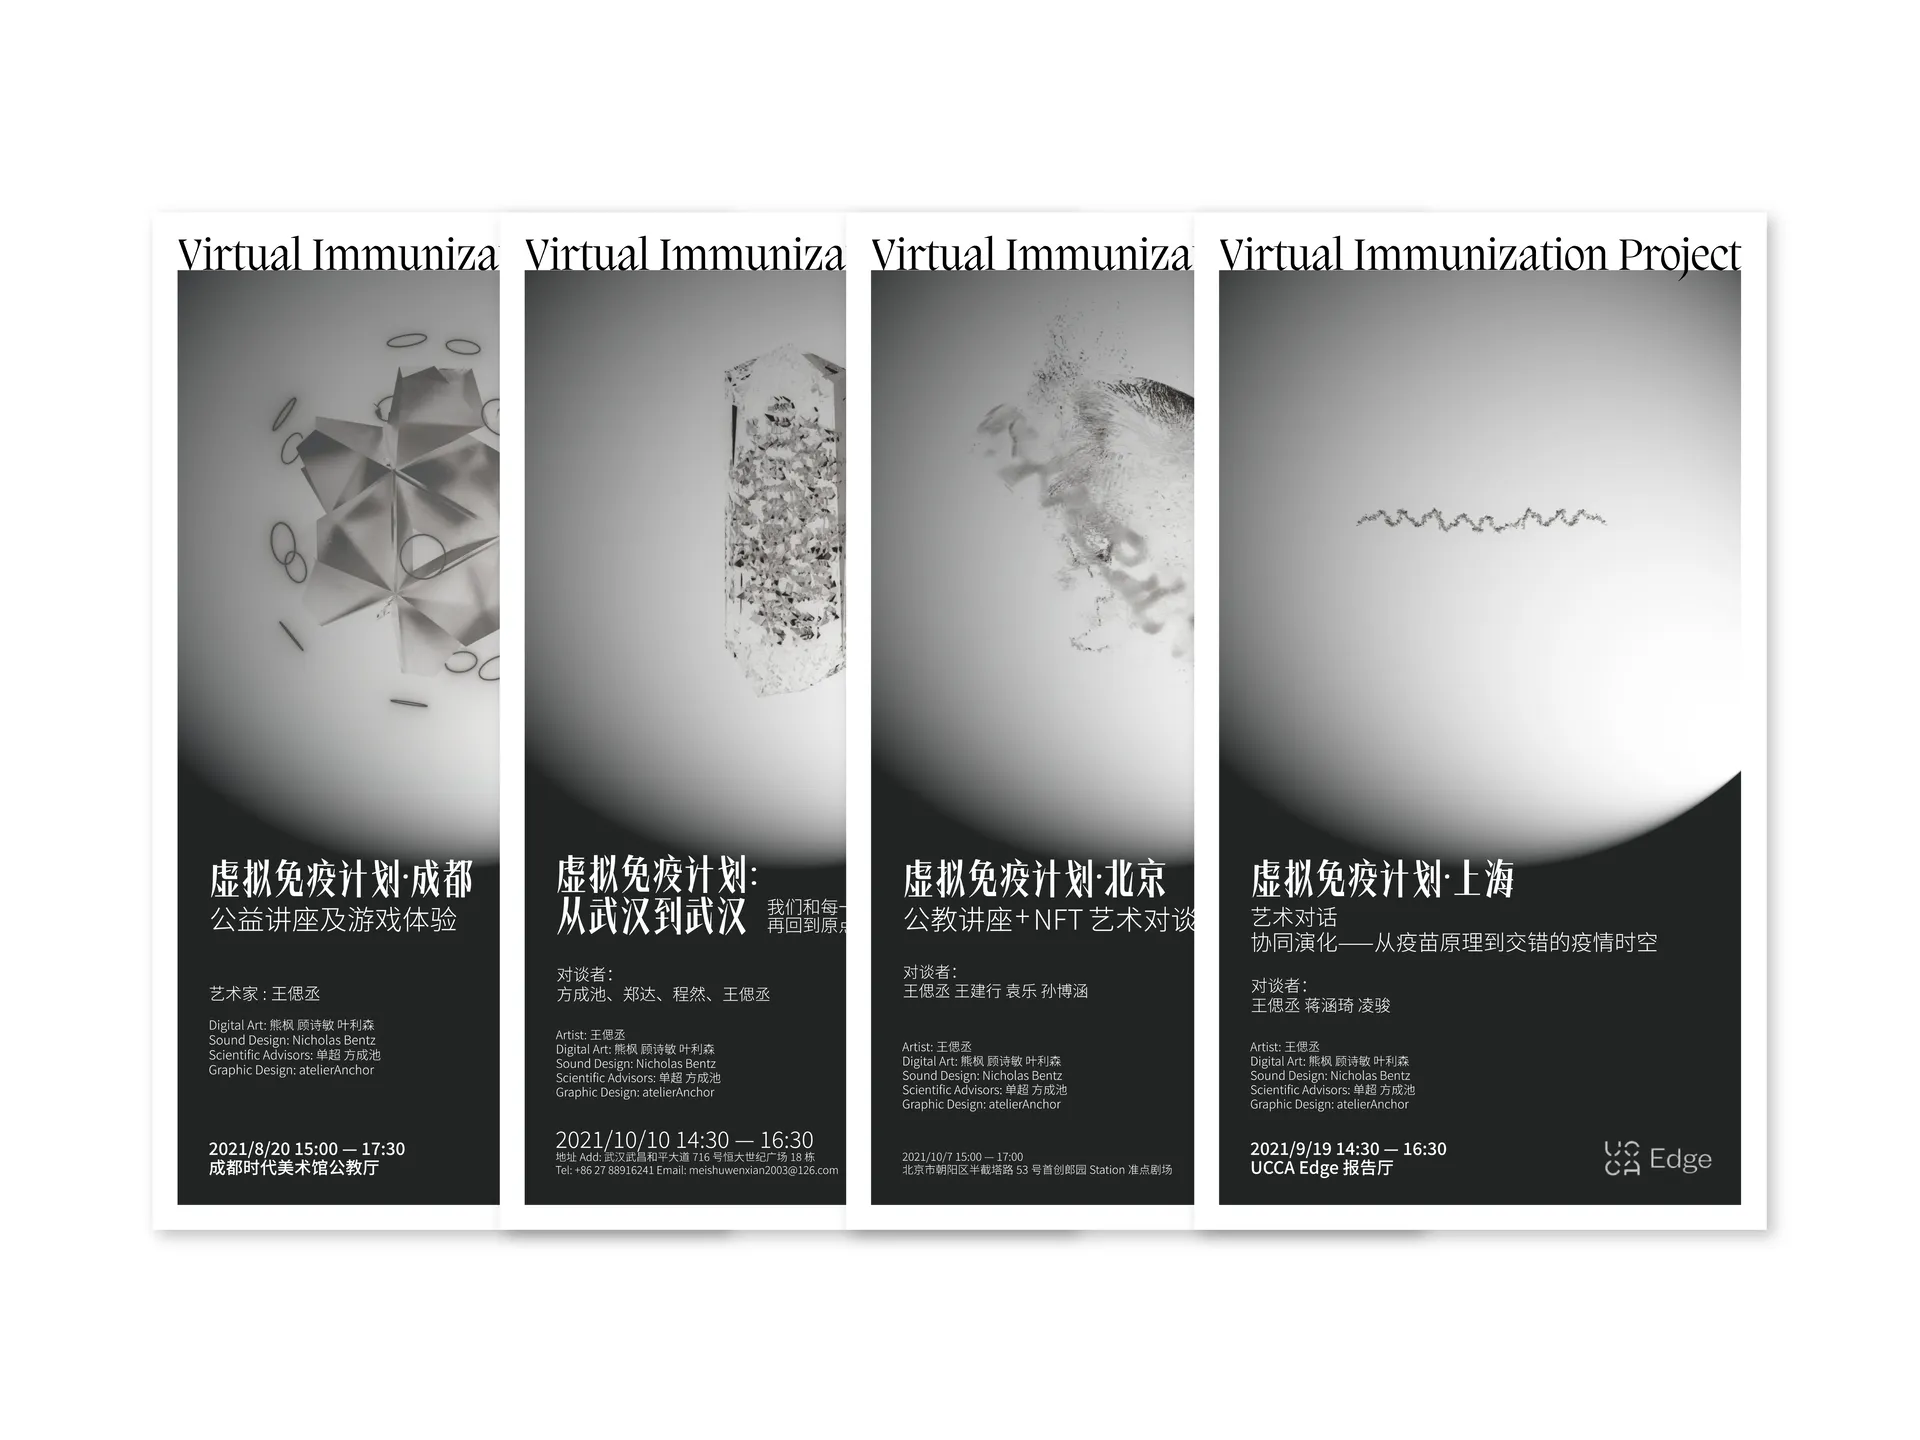 Virtual Immuniza
虚拟免疫计划·成都
公益讲座及游戏体验
艺术家 : 王偲丞
Digital Art: 熊枫 顾诗敏 叶利森
Sound Design: Nicholas Bentz
Scientific Advisors: 单超 方成池
Graphic Design: atelierAnchor
2021/8/20 15:00 — 17:30
成都时代美术馆公教厅
Virtual Immuniza
虚拟免疫计划:
从武汉到武汉
我们和每一
再回到原点
对谈者:
方成池、郑达、程然、王偲丞
Artist: 王偲丞
Digital Art: 熊枫 顾诗敏 叶利森
Sound Design: Nicholas Bentz
Scientific Advisors: 单超 方成池
Graphic Design: atelierAnchor
2021/10/10 14:30 — 16:30
地址 Add: 武汉武昌和平大道 716 号恒大世纪广场 18 栋
Tel: +86 27 88916241 Email: meishuwenxian2003@126.com
Virtual Immuniza
虚拟免疫计划·北京
公教讲座+NFT 艺术对谈
对谈者:
王偲丞 王建行 袁乐 孙博涵
Artist: 王偲丞
Digital Art: 熊枫 顾诗敏 叶利森
Sound Design: Nicholas Bentz
Scientific Advisors: 单超 方成池
Graphic Design: atelierAnchor
2021/10/7 15:00 — 17:00
北京市朝阳区半截塔路 53 号首创郎园 Station 准点剧场
Virtual Immunization Project
虚拟免疫计划·上海
艺术对话
协同演化——从疫苗原理到交错的疫情时空
对谈者:
王偲丞 蒋涵琦 凌骏
Artist: 王偲丞
Digital Art: 熊枫 顾诗敏 叶利森
Sound Design: Nicholas Bentz
Scientific Advisors: 单超 方成池
Graphic Design: atelierAnchor
2021/9/19 14:30 — 16:30
UCCA Edge 报告厅
UCCA Edge